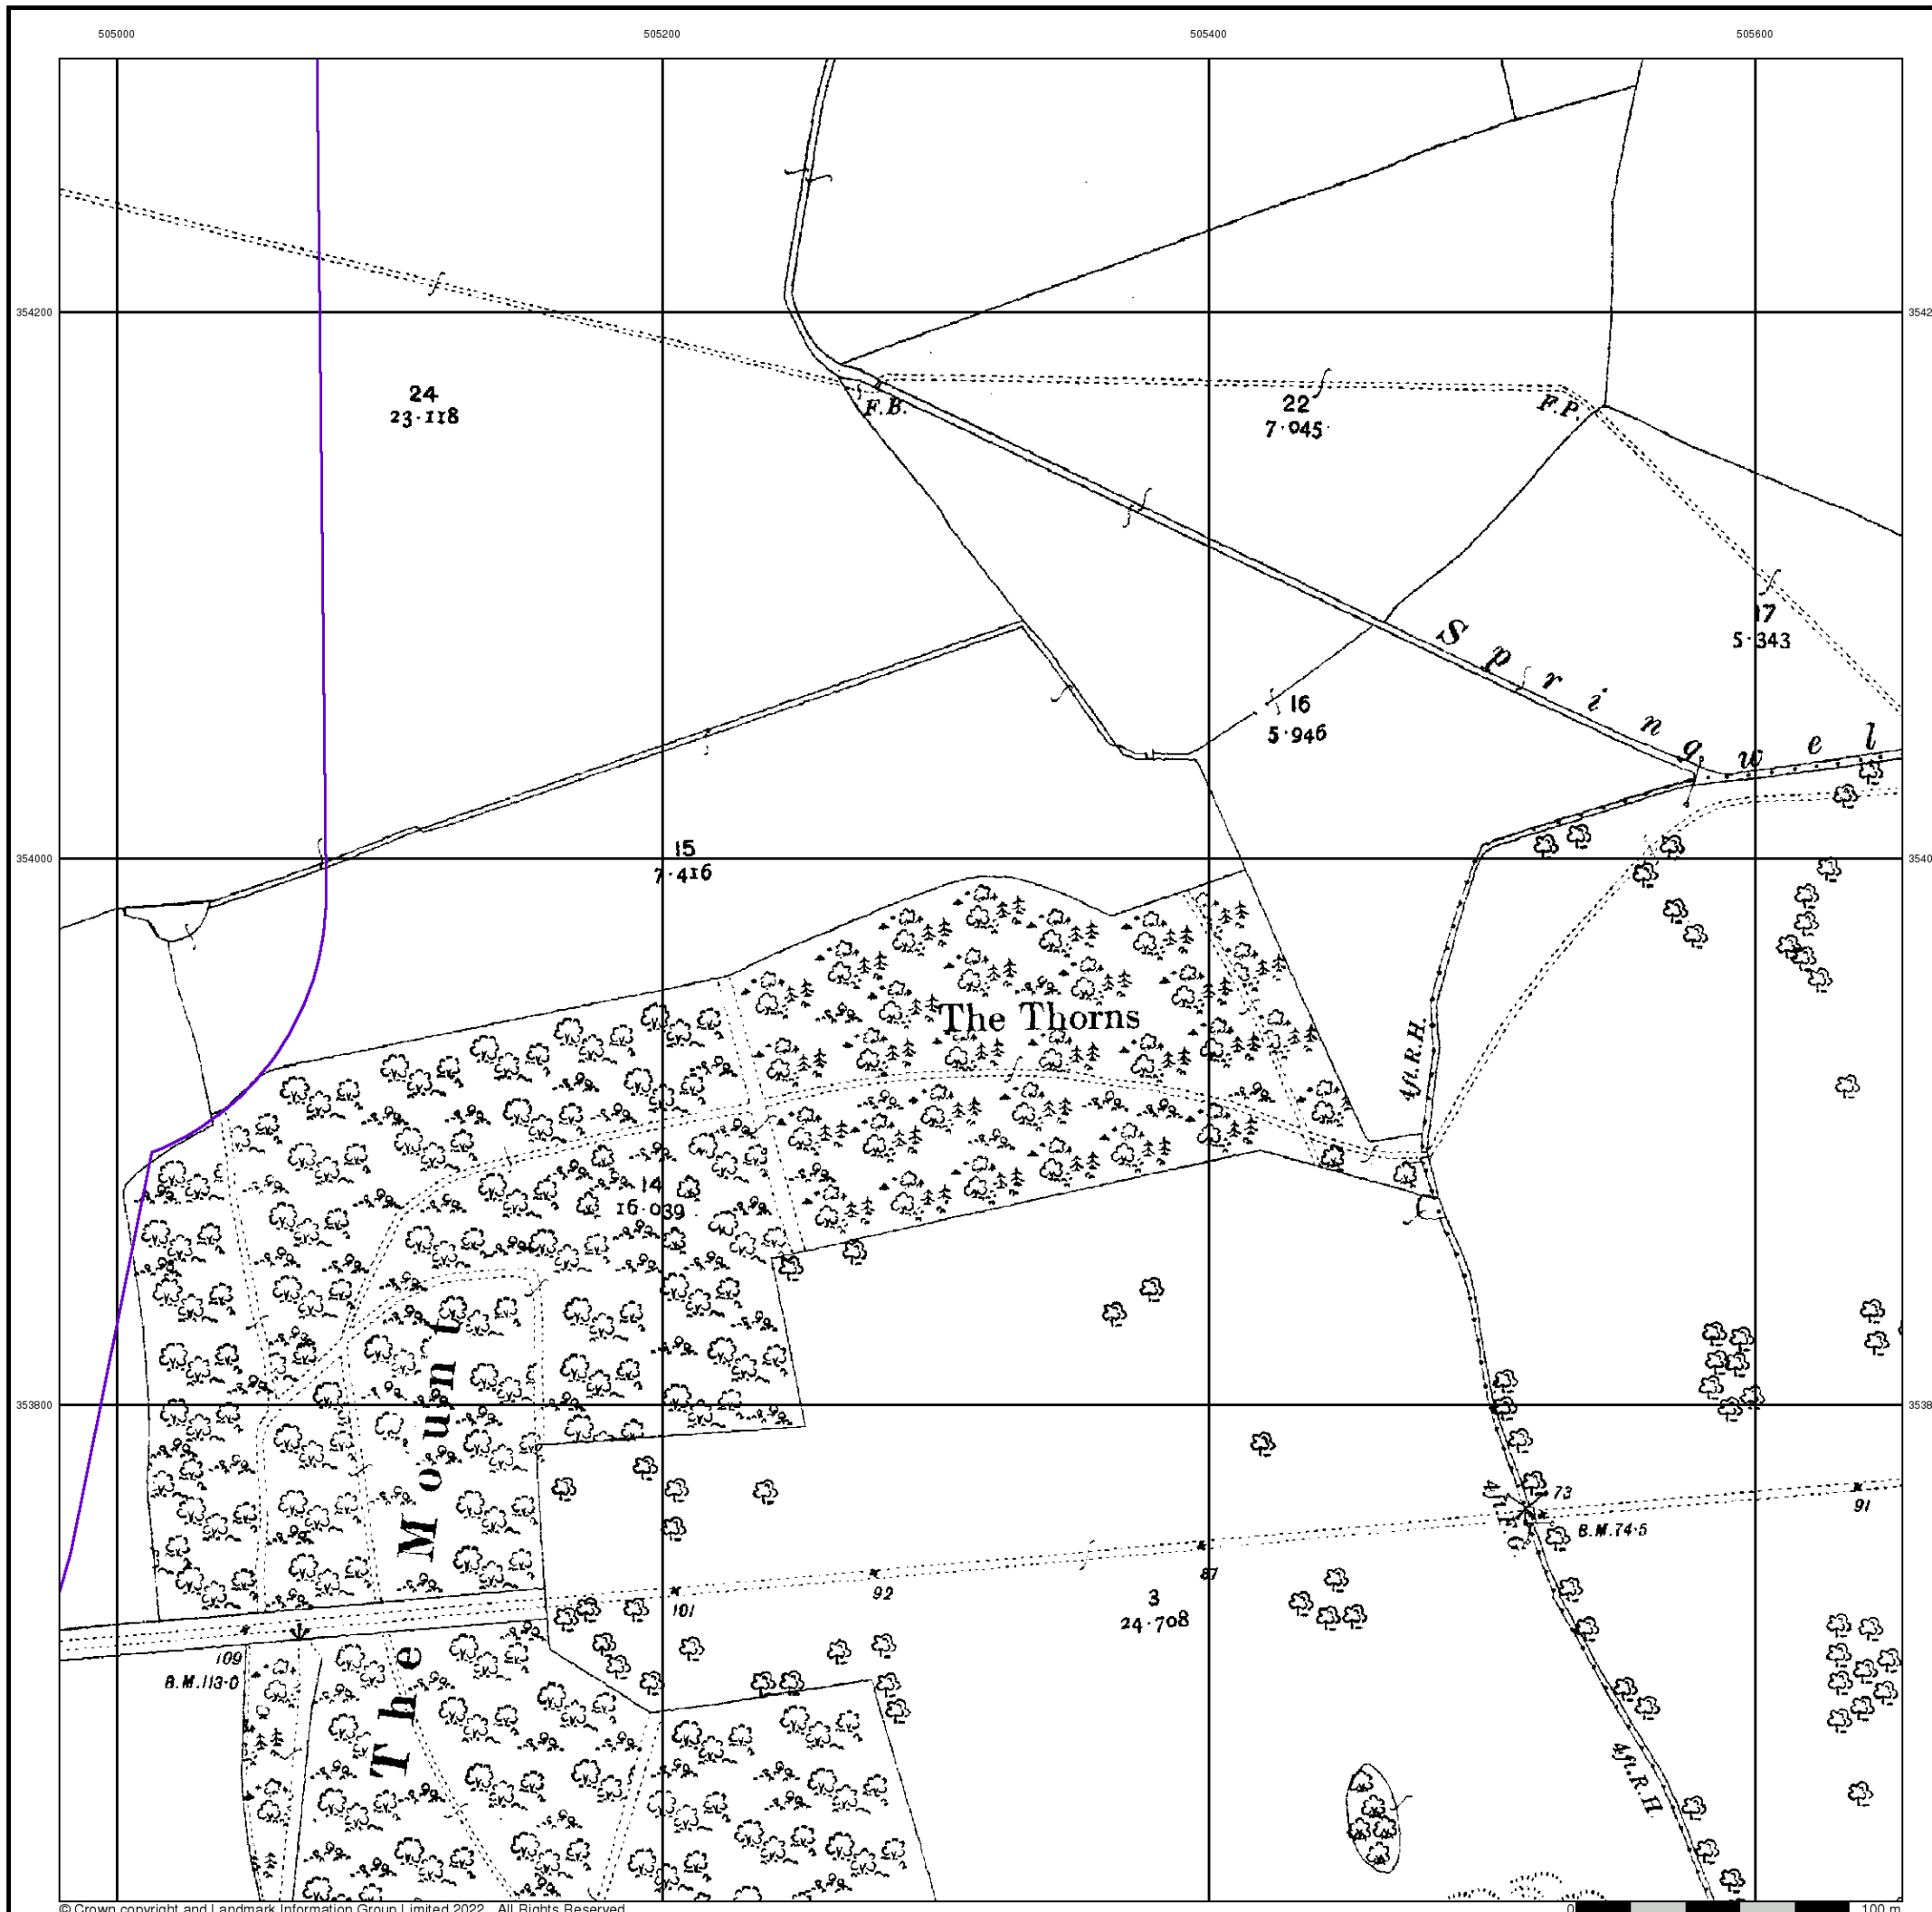 505000 505200 505400 505600
354200
24
23·118
F.B.
22
7·045
F.P.
17
5·343
Springwel
16
5·946
354000
15
7·416
The Thorns
4ft.R.H.
14
16·039
353800
The Mount
73
B.M.74·5
91
87
92
101
3
24·708
109
B.M.113·0
4ft.R.H.
© Crown copyright and Landmark Information Group Limited 2022. All Rights Reserved.
0 100 m